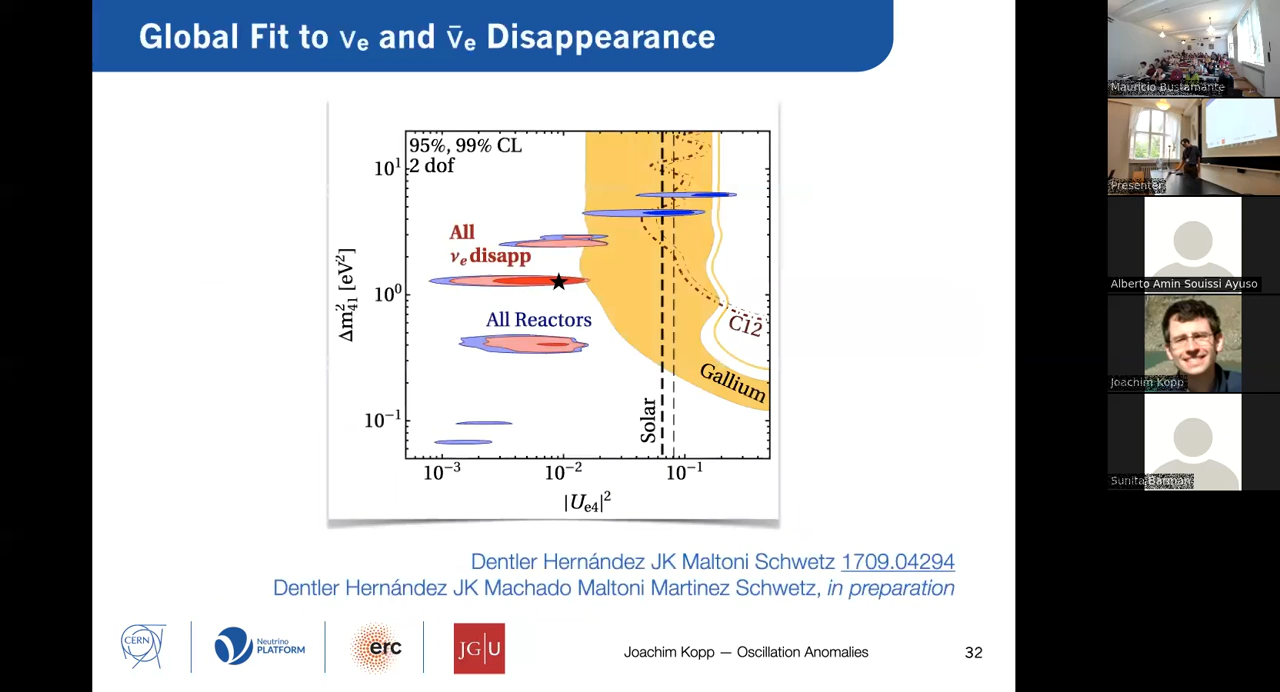 Global Fit to νₑ and ν̄ₑ Disappearance
95%, 99% CL
2 dof
10¹
10⁰
10⁻¹
Δm²₄₁ [eV²]
All
νₑ disapp
All Reactors
C12
Gallium
Solar
10⁻³
10⁻²
10⁻¹
|Uₑ₄|²
Dentler Hernández JK Maltoni Schwetz 1709.04294
Dentler Hernández JK Machado Maltoni Martinez Schwetz, in preparation
CERN
Neutrino
PLATFORM
erc
JG|U
Joachim Kopp — Oscillation Anomalies
32
Mauricio Bustamante
Presenter
Alberto Amin Souissi Ayuso
Joachim Kopp
Sunita Barman